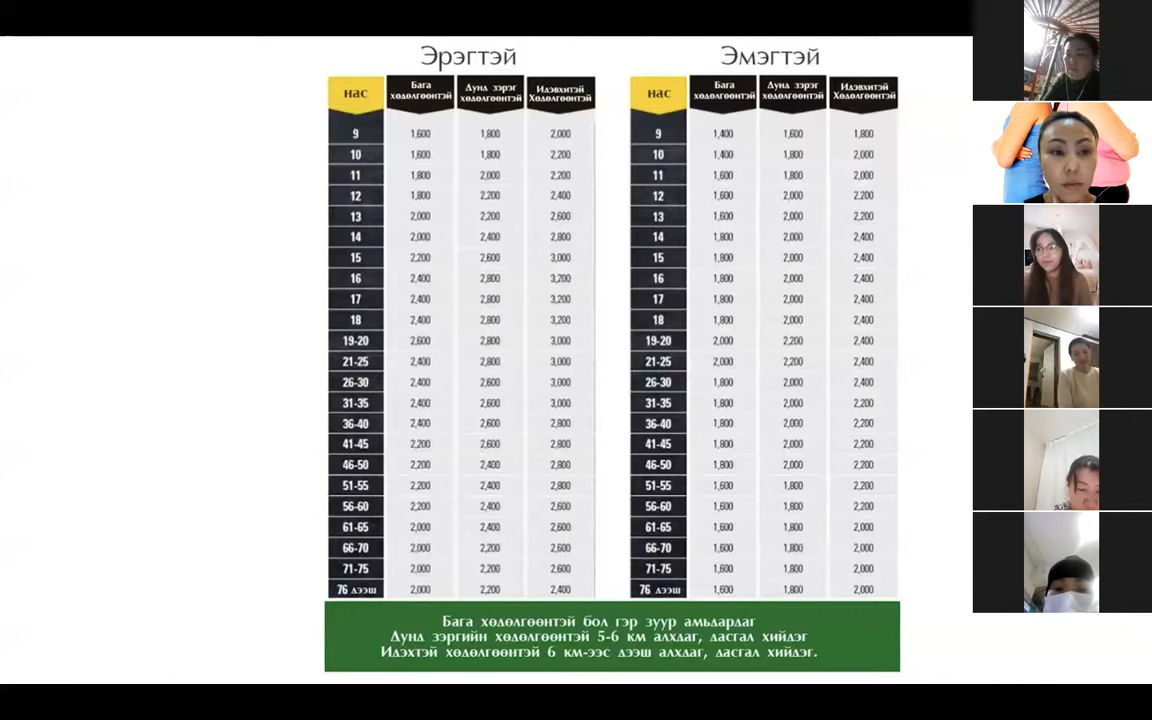 Эрэгтэй Эмэгтэй
нас Бага хөдөлгөөнтэй Дунд зэрэг хөдөлгөөнтэй Идэвхитэй Хөдөлгөөнтэй нас Бага хөдөлгөөнтэй Дунд зэрэг хөдөлгөөнтэй Идэвхитэй Хөдөлгөөнтэй
9 1,600 1,800 2,000 9 1,400 1,600 1,800
10 1,600 1,800 2,200 10 1,400 1,800 2,000
11 1,800 2,000 2,200 11 1,600 1,800 2,000
12 1,800 2,200 2,400 12 1,600 2,000 2,200
13 2,000 2,200 2,600 13 1,600 2,000 2,200
14 2,000 2,400 2,800 14 1,800 2,000 2,400
15 2,200 2,600 3,000 15 1,800 2,000 2,400
16 2,400 2,800 3,200 16 1,800 2,000 2,400
17 2,400 2,800 3,200 17 1,800 2,000 2,400
18 2,400 2,800 3,200 18 1,800 2,000 2,400
19-20 2,600 2,800 3,000 19-20 2,000 2,200 2,400
21-25 2,400 2,800 3,000 21-25 2,000 2,200 2,400
26-30 2,400 2,600 3,000 26-30 1,800 2,000 2,400
31-35 2,400 2,600 3,000 31-35 1,800 2,000 2,200
36-40 2,400 2,600 2,800 36-40 1,800 2,000 2,200
41-45 2,200 2,600 2,800 41-45 1,800 2,000 2,200
46-50 2,200 2,400 2,800 46-50 1,800 2,000 2,200
51-55 2,200 2,400 2,800 51-55 1,600 1,800 2,200
56-60 2,200 2,400 2,600 56-60 1,600 1,800 2,200
61-65 2,000 2,400 2,600 61-65 1,600 1,800 2,000
66-70 2,000 2,200 2,600 66-70 1,600 1,800 2,000
71-75 2,000 2,200 2,600 71-75 1,600 1,800 2,000
76 дээш 2,000 2,200 2,400 76 дээш 1,600 1,800 2,000
Бага хөдөлгөөнтэй бол гэр зуур амьдардаг
Дунд зэргийн хөдөлгөөнтэй 5-6 км алхдаг, дасгал хийдэг
Идэхтэй хөдөлгөөнтэй 6 км-ээс дээш алхдаг, дасгал хийдэг.